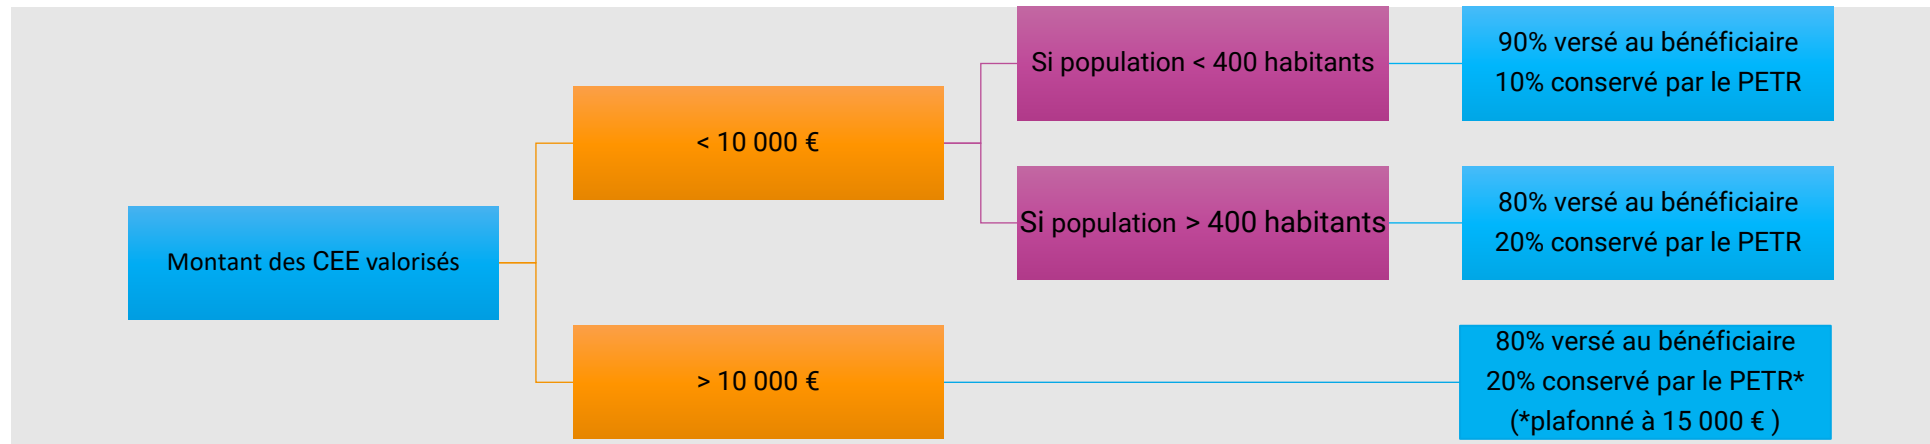 Montant des CEE valorisés
< 10 000 €
Si population < 400 habitants
90% versé au bénéficiaire
10% conservé par le PETR
Si population > 400 habitants
80% versé au bénéficiaire
20% conservé par le PETR
> 10 000 €
80% versé au bénéficiaire
20% conservé par le PETR*
(*plafonné à 15 000 € )